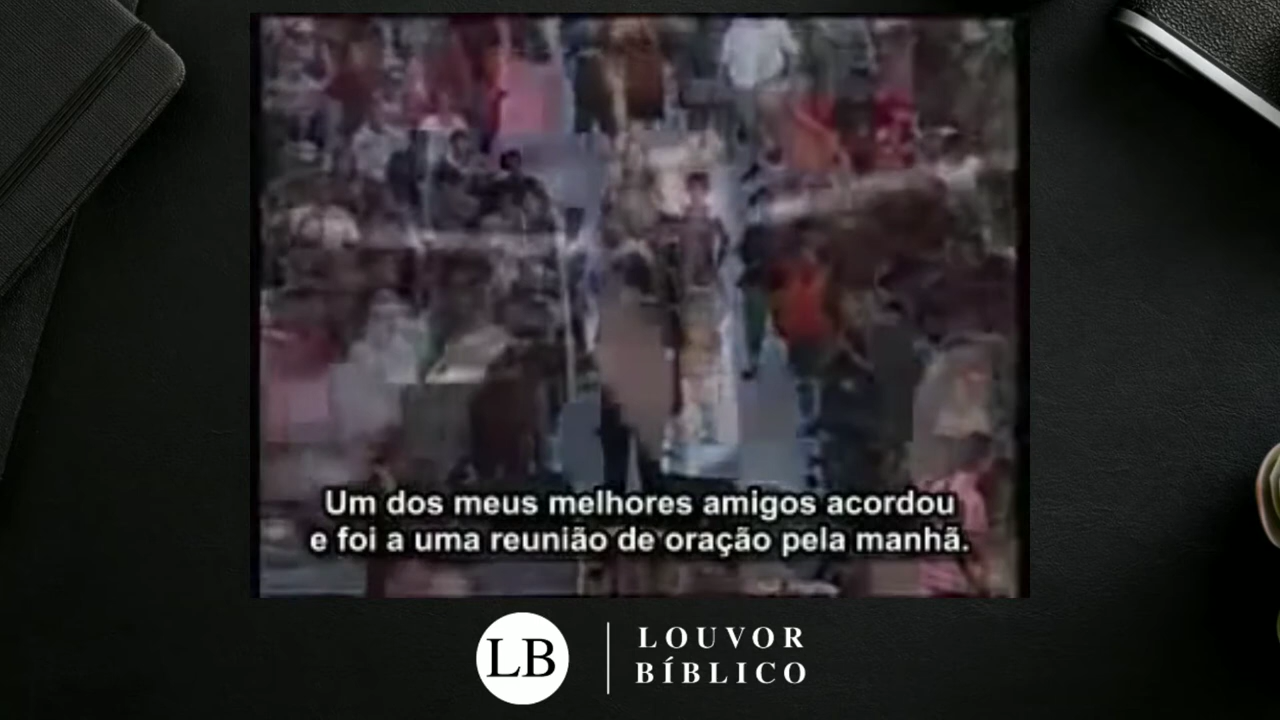 Um dos meus melhores amigos acordou
e foi a uma reunião de oração pela manhã.
LB
LOUVOR
BÍBLICO